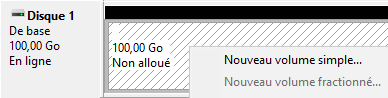 Disque 1
De base
100,00 Go
En ligne
100,00 Go
Non alloué
Nouveau volume simple...
Nouveau volume fractionné...